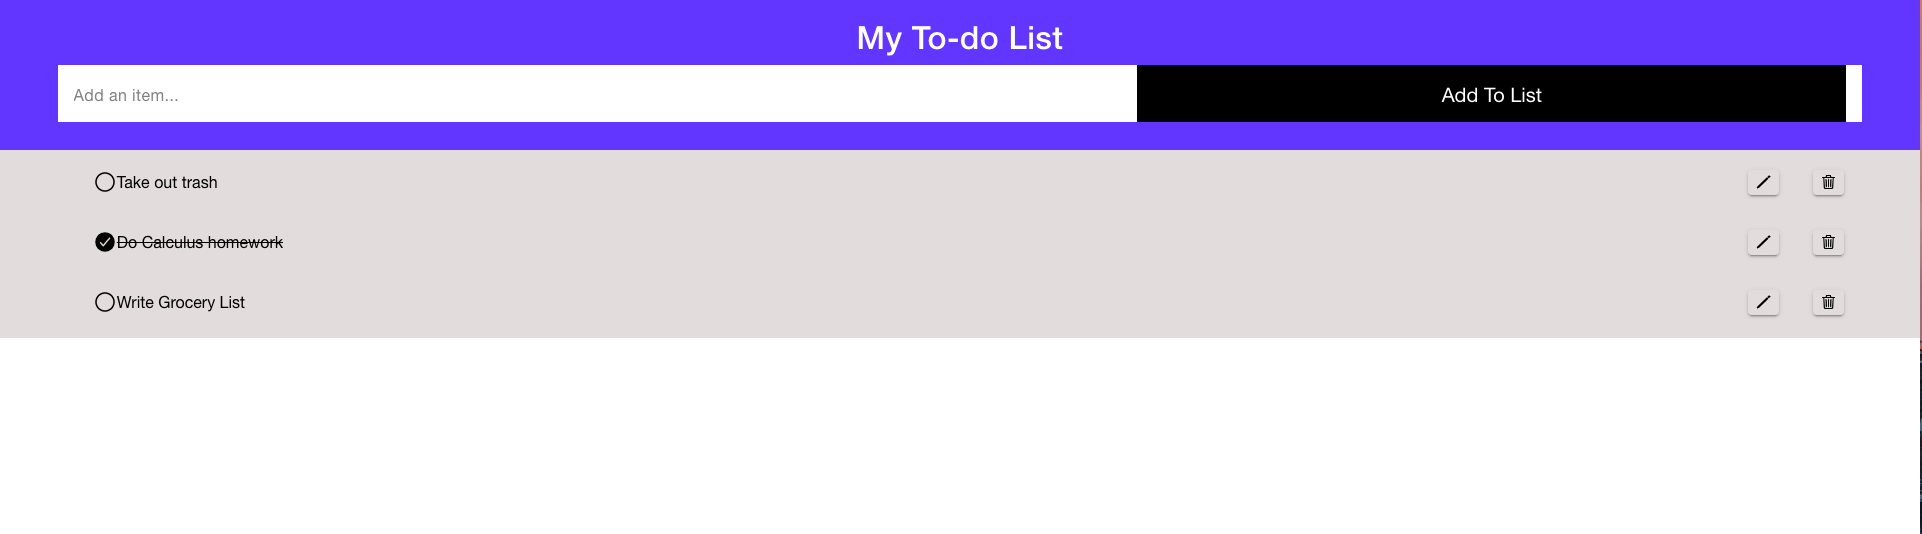 My To-do List
Add an item...
Add To List
Take out trash
Do Calculus homework
Write Grocery List